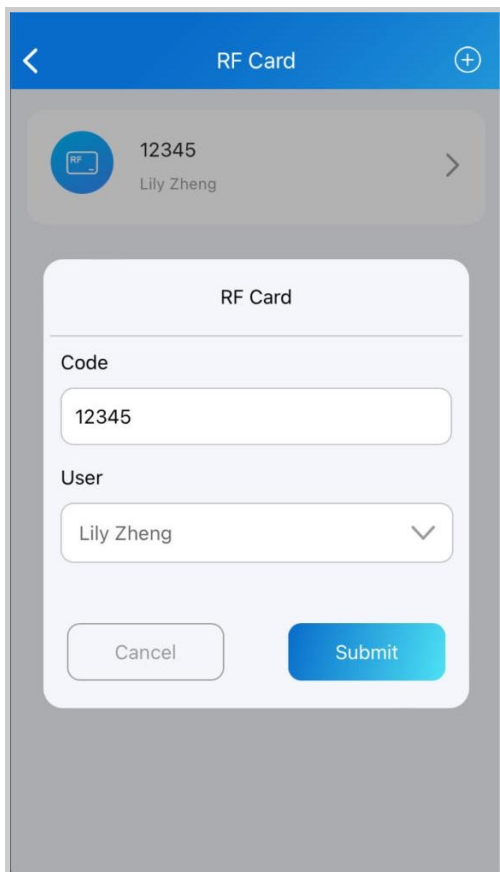 RF Card
RF
12345
Lily Zheng
RF Card
Code
12345
User
Lily Zheng
Cancel
Submit